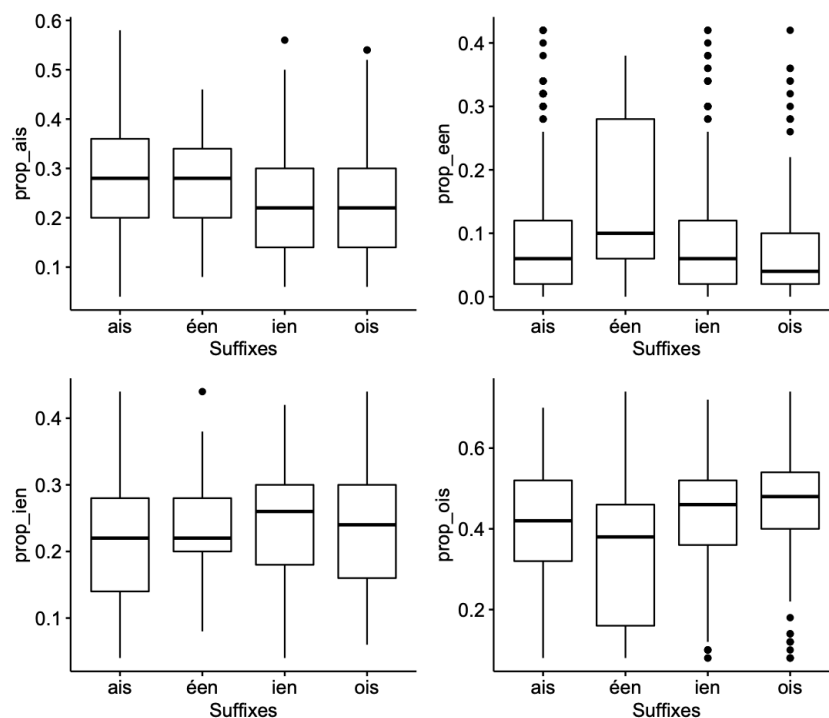 prop_ais
0.6
0.5
0.4
0.3
0.2
0.1
ais éen ien ois
Suffixes
prop_een
0.4
0.3
0.2
0.1
0.0
ais éen ien ois
Suffixes
prop_ien
0.4
0.3
0.2
0.1
ais éen ien ois
Suffixes
prop_ois
0.6
0.4
0.2
ais éen ien ois
Suffixes